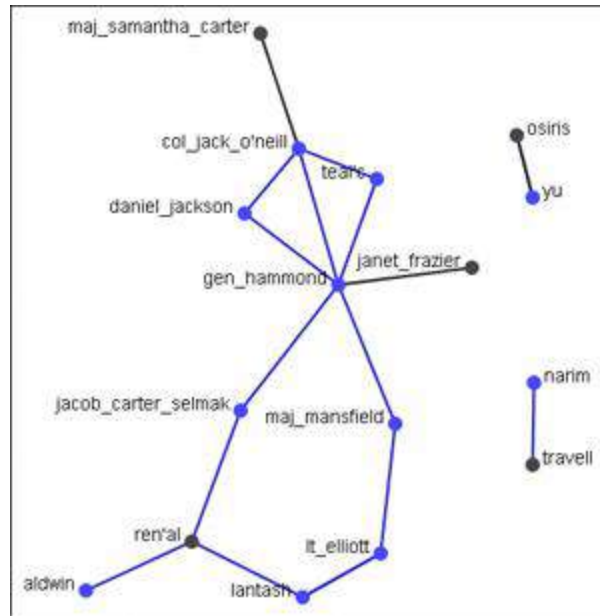 maj_samantha_carter
osiris
col_jack_o'neill
teal'c
yu
daniel_jackson
janet_frazier
gen_hammond
narim
jacob_carter_selmak
maj_mansfield
travell
ren'al
lt_elliott
aldwin
lantash